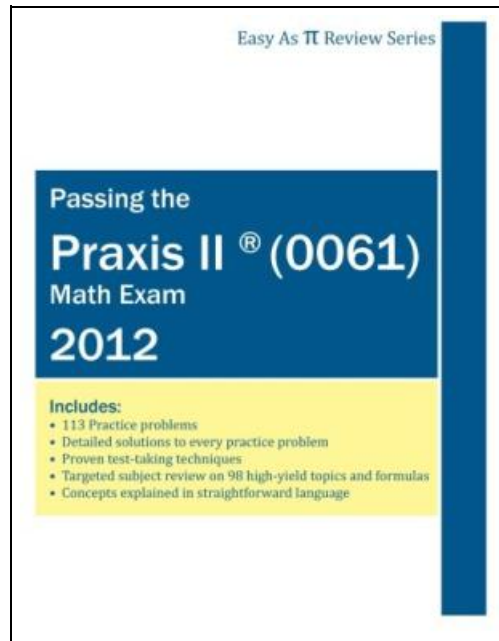 Easy As π Review Series
Passing the
Praxis II ® (0061)
Math Exam
2012
Includes:
• 113 Practice problems
• Detailed solutions to every practice problem
• Proven test-taking techniques
• Targeted subject review on 98 high-yield topics and formulas
• Concepts explained in straightforward language